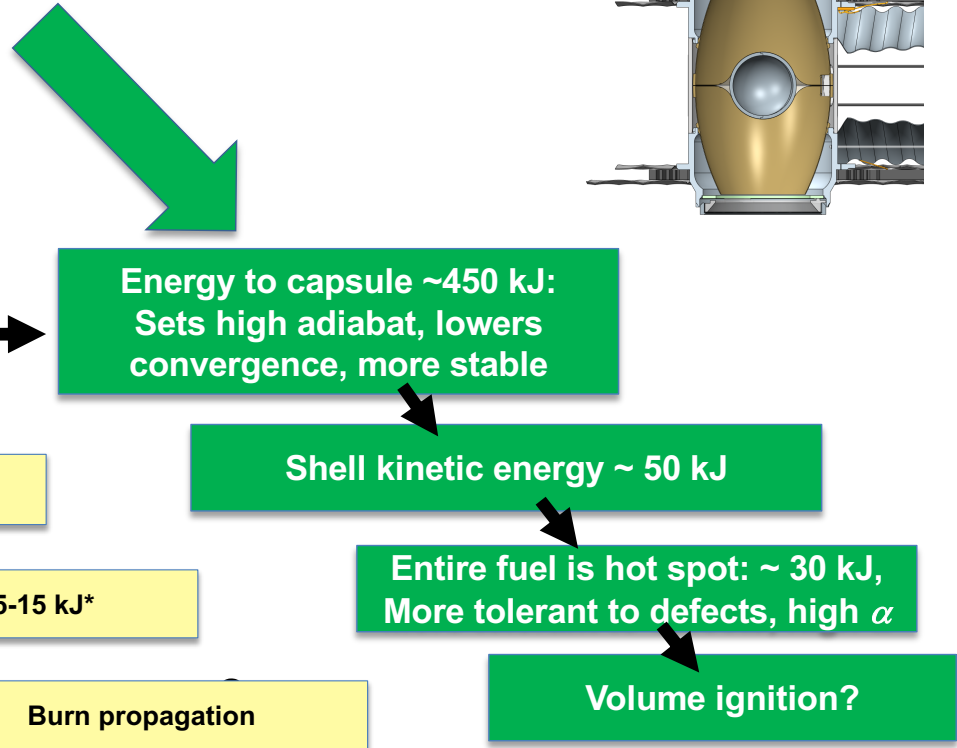 Energy to capsule ~450 kJ:
Sets high adiabat, lowers
convergence, more stable
Shell kinetic energy ~ 50 kJ
Entire fuel is hot spot: ~ 30 kJ,
More tolerant to defects, high α
5-15 kJ*
Volume ignition?
Burn propagation